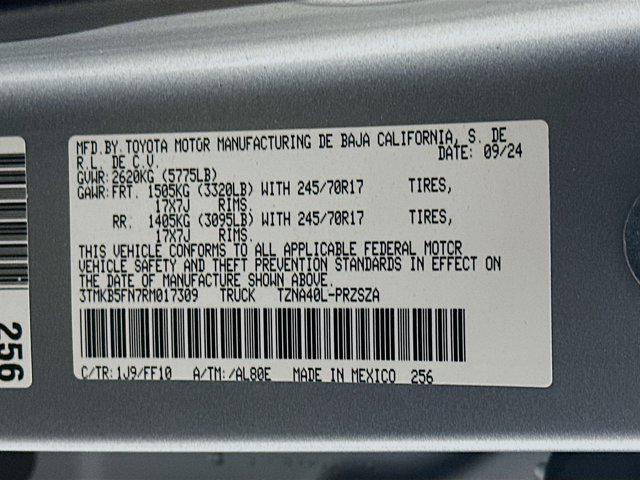 MFD.BY.TOYOTA MOTOR MANUFACTURING DE BAJA CALIFORNIA, S. DE
R.L. DE C.V. DATE: 09/24
GVWR:2620KG (5775LB)
GAWR:FRT. 1505KG (3320LB) WITH 245/70R17 TIRES,
17X7J RIMS.
RR. 1405KG (3095LB) WITH 245/70R17 TIRES,
17X7J RIMS.
THIS VEHICLE CONFORMS TO ALL APPLICABLE FEDERAL MOTOR
VEHICLE SAFETY AND THEFT PREVENTION STANDARDS IN EFFECT ON
THE DATE OF MANUFACTURE SHOWN ABOVE.
3TMKB5FN7RM017309 TRUCK TZNA40L-PRZSZA
C/TR:1J9/FF10 A/TM:/AL80E MADE IN MEXICO 256
256